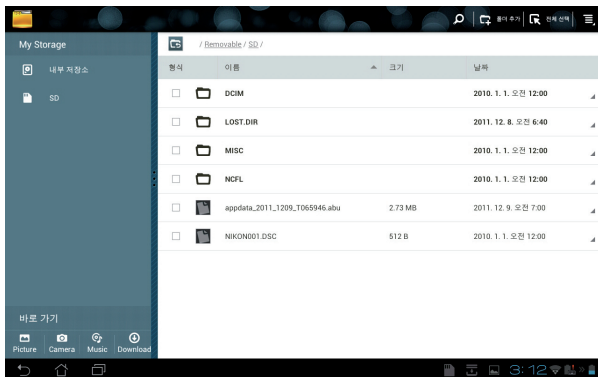 폴더 추가 전체 선택
My Storage
내부 저장소
SD
/ Removable / SD /
형식 이름 크기 날짜
DCIM 2010. 1. 1. 오전 12:00
LOST.DIR 2011. 12. 8. 오전 6:40
MISC 2010. 1. 1. 오전 12:00
NCFL 2010. 1. 1. 오전 12:00
appdata_2011_1209_T065946.abu 2.73 MB 2011. 12. 9. 오전 7:00
NIKON001.DSC 512 B 2010. 1. 1. 오전 12:00
바로 가기
Picture Camera Music Download
3:12